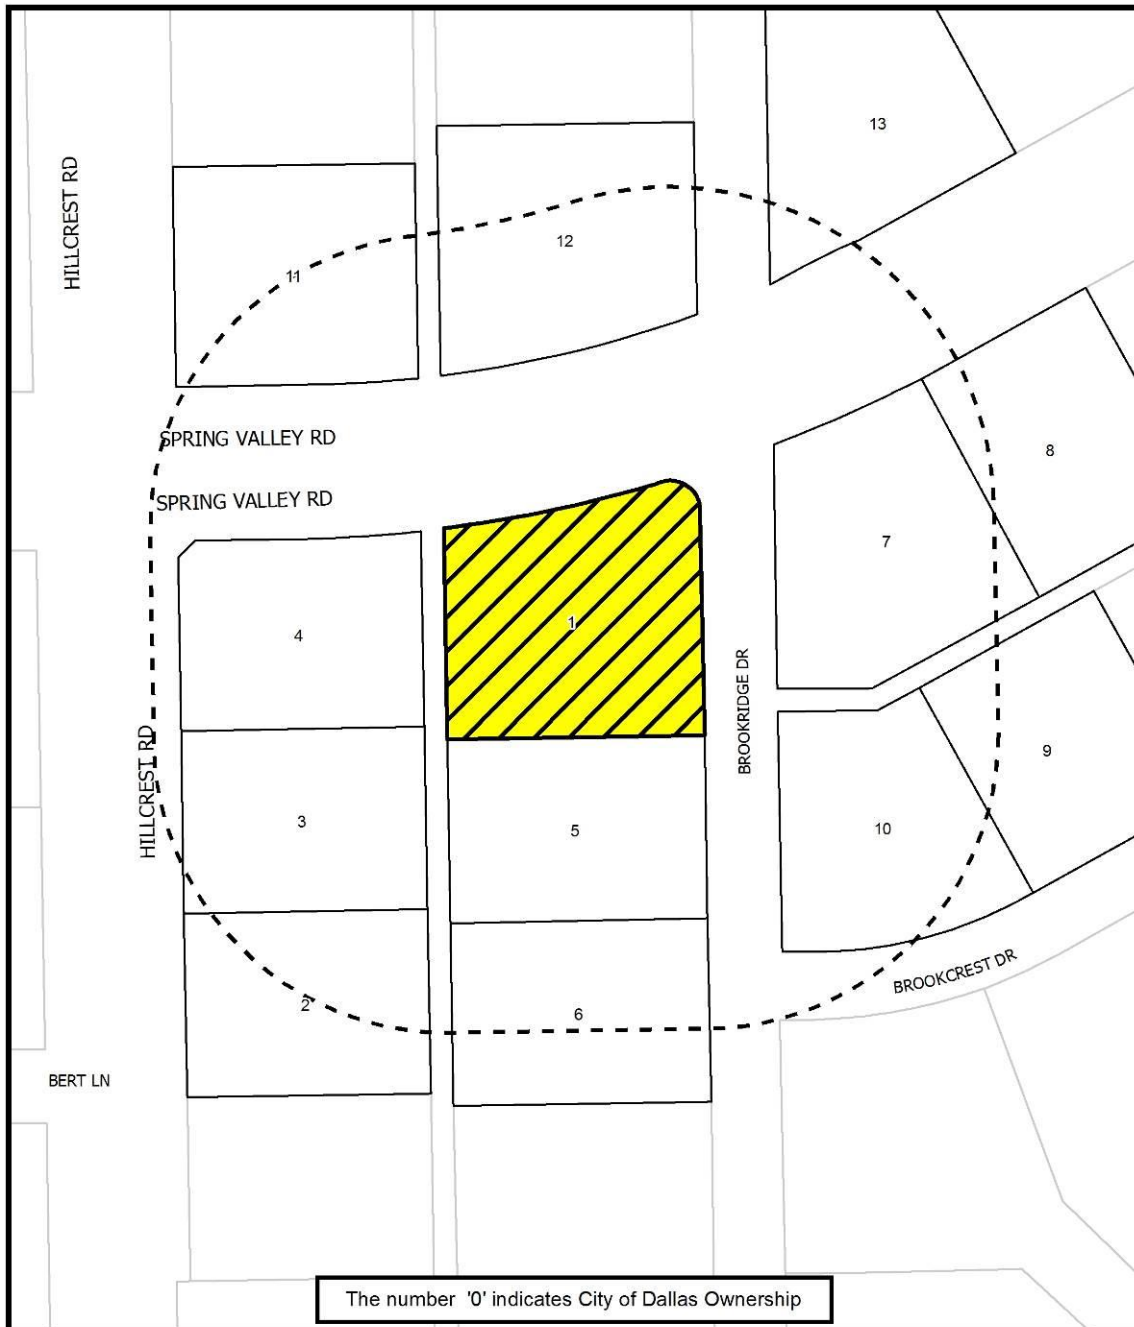 13
HILLCREST RD
12
11
SPRING VALLEY RD
8
SPRING VALLEY RD
7
1
4
BROOKRIDGE DR
9
HILLCREST RD
3
5
10
BROOKCREST DR
2
6
BERT LN
The number '0' indicates City of Dallas Ownership